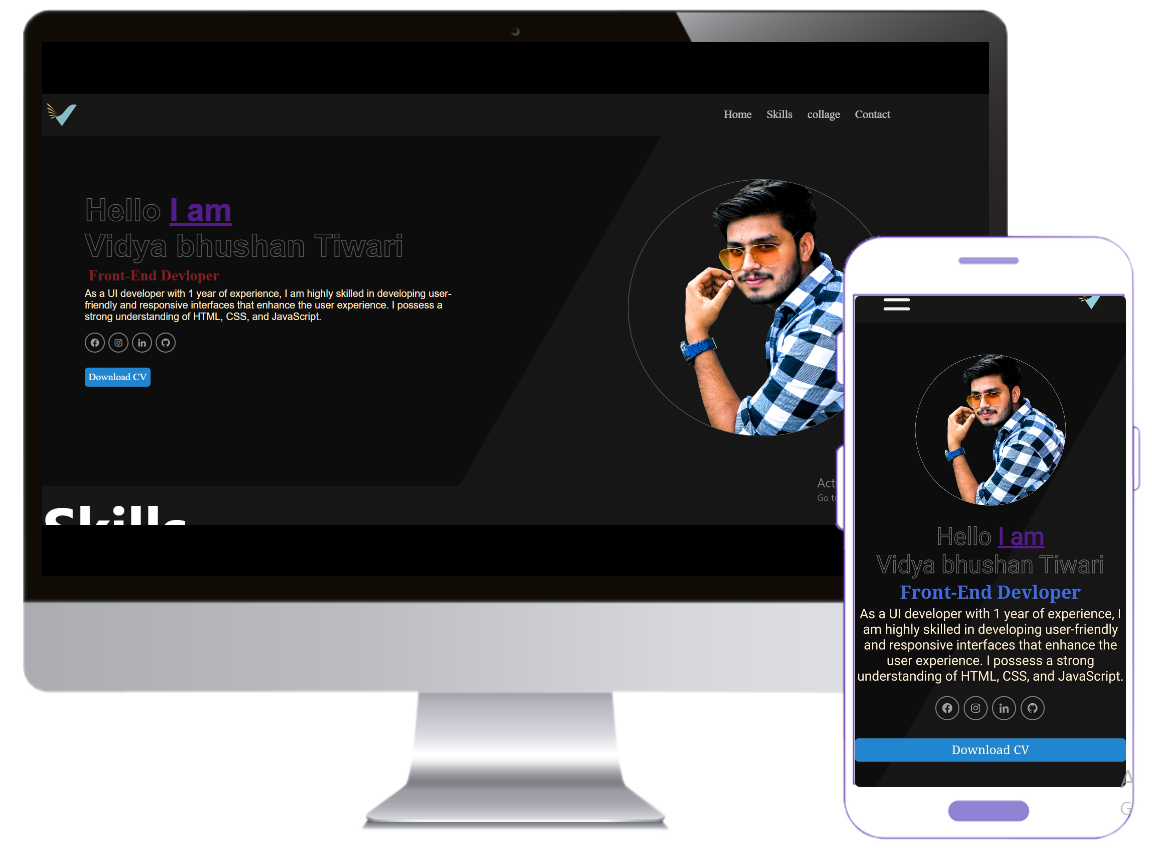 Home Skills collage Contact
Hello I am
Vidya bhushan Tiwari
Front-End Devloper
As a UI developer with 1 year of experience, I am highly skilled in developing user-
friendly and responsive interfaces that enhance the user experience. I possess a
strong understanding of HTML, CSS, and JavaScript.
Download CV
Skills
Go to
Hello I am
Vidya bhushan Tiwari
Front-End Devloper
As a UI developer with 1 year of experience, I
am highly skilled in developing user-friendly
and responsive interfaces that enhance the
user experience. I possess a strong
understanding of HTML, CSS, and JavaScript.
Download CV